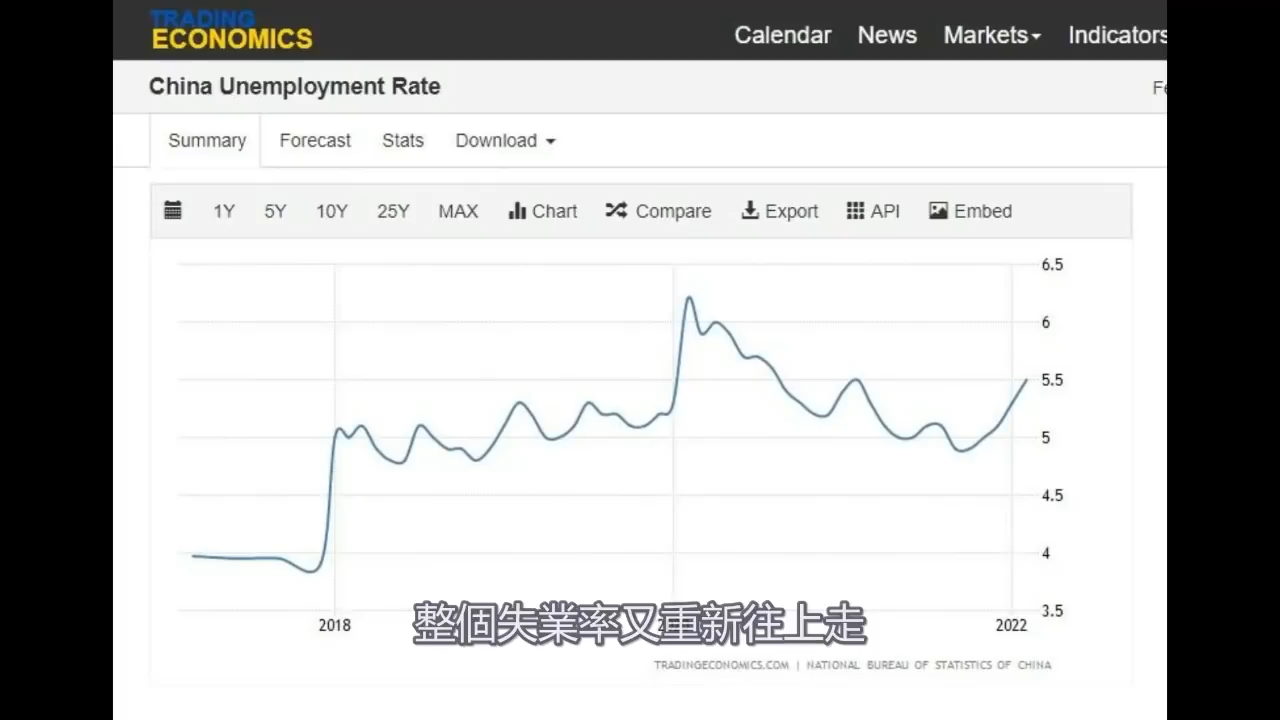 TRADING
ECONOMICS
Calendar News Markets Indicators
China Unemployment Rate
Summary Forecast Stats Download
1Y 5Y 10Y 25Y MAX Chart Compare Export API Embed
6.5
6
5.5
5
4.5
4
3.5
2018 2022
整個失業率又重新往上走
TRADINGECONOMICS.COM | NATIONAL BUREAU OF STATISTICS OF CHINA